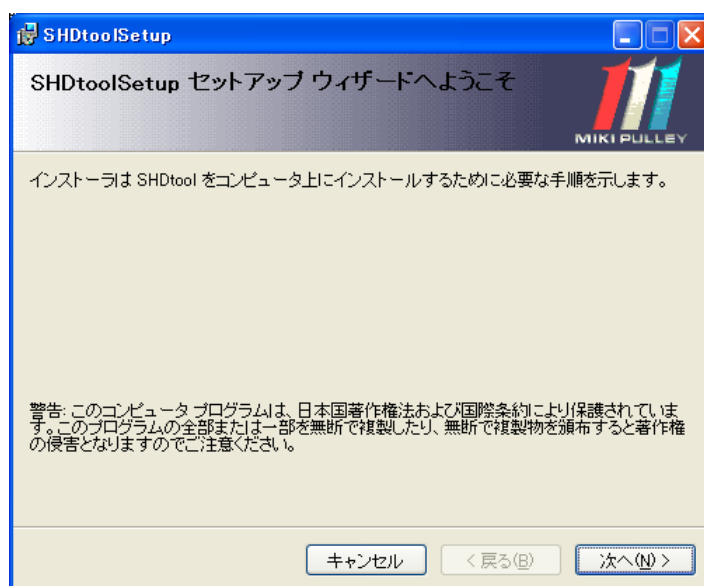 SHDtoolSetup
SHDtoolSetup セットアップ ウィザードへようこそ
MIKI PULLEY
インストーラは SHDtool をコンピュータ上にインストールするために必要な手順を示します。
警告: このコンピュータ プログラムは、日本国著作権法および国際条約により保護されていま
す。このプログラムの全部または一部を無断で複製したり、無断で複製物を頒布すると著作権
の侵害となりますのでご注意ください。
キャンセル < 戻る(B) 次へ(N) >